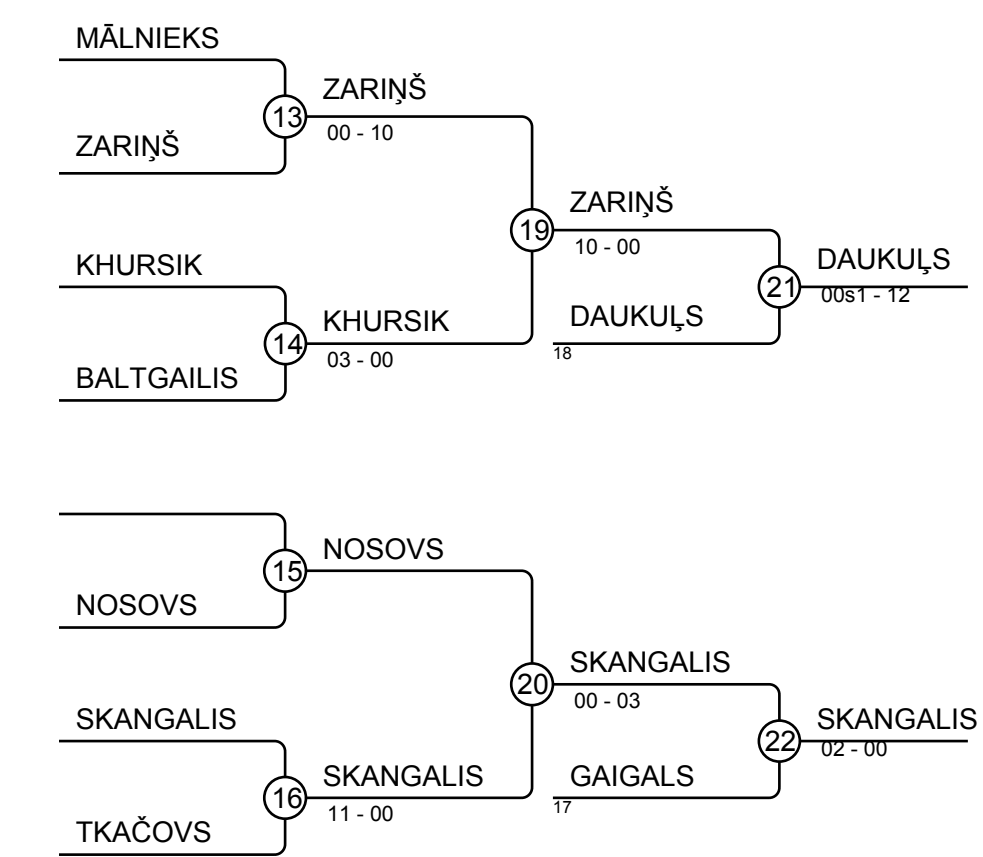 MĀLNIEKS
ZARIŅŠ
13
00 - 10
ZARIŅŠ
ZARIŅŠ
19
10 - 00
KHURSIK
DAUKUĻS
21
00s1 - 12
KHURSIK
DAUKUĻS
14
18
03 - 00
BALTGAILIS
NOSOVS
15
NOSOVS
SKANGALIS
20
00 - 03
SKANGALIS
SKANGALIS
22
02 - 00
SKANGALIS
GAIGALS
16
17
11 - 00
TKAČOVS